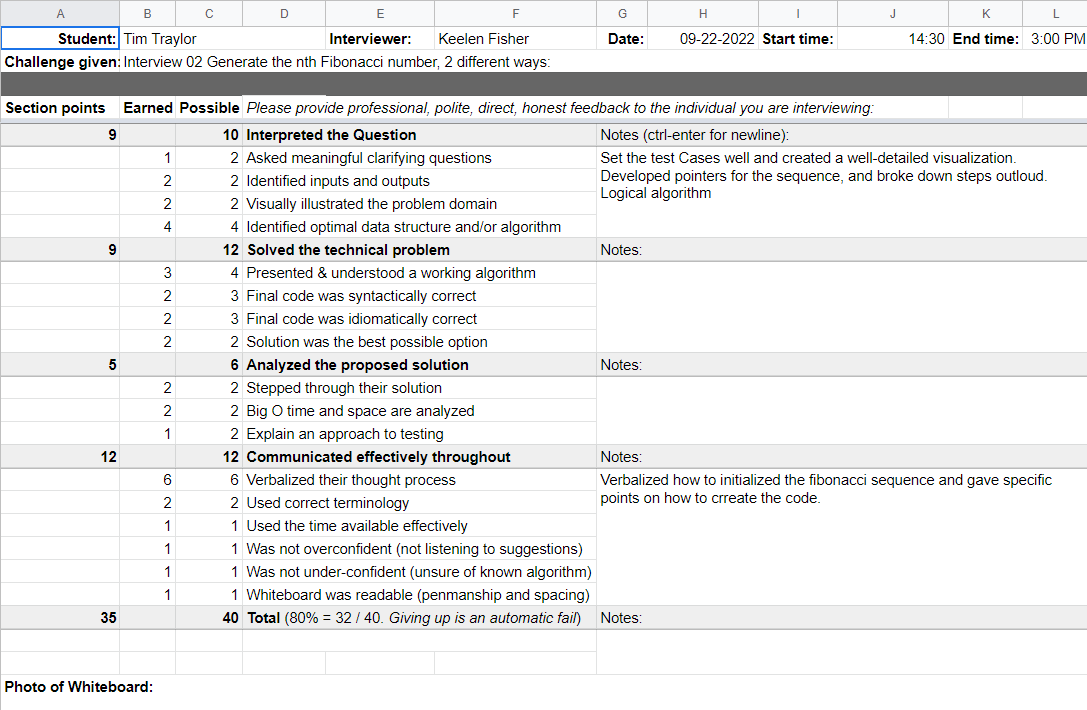 A B C D E F G H I J K L
Student: Tim Traylor Interviewer: Keelen Fisher Date: 09-22-2022 Start time: 14:30 End time: 3:00 PM
Challenge given: Interview 02 Generate the nth Fibonacci number, 2 different ways:
Section points Earned Possible Please provide professional, polite, direct, honest feedback to the individual you are interviewing:
9 10 Interpreted the Question Notes (ctrl-enter for newline):
1 2 Asked meaningful clarifying questions Set the test Cases well and created a well-detailed visualization.
2 2 Identified inputs and outputs Developed pointers for the sequence, and broke down steps outloud.
2 2 Visually illustrated the problem domain Logical algorithm
4 4 Identified optimal data structure and/or algorithm
9 12 Solved the technical problem Notes:
3 4 Presented & understood a working algorithm
2 3 Final code was syntactically correct
2 3 Final code was idiomatically correct
2 2 Solution was the best possible option
5 6 Analyzed the proposed solution Notes:
2 2 Stepped through their solution
2 2 Big O time and space are analyzed
1 2 Explain an approach to testing
12 12 Communicated effectively throughout Notes:
6 6 Verbalized their thought process Verbalized how to initialized the fibonacci sequence and gave specific
2 2 Used correct terminology points on how to crreate the code.
1 1 Used the time available effectively
1 1 Was not overconfident (not listening to suggestions)
1 1 Was not under-confident (unsure of known algorithm)
1 1 Whiteboard was readable (penmanship and spacing)
35 40 Total (80% = 32 / 40. Giving up is an automatic fail) Notes:
Photo of Whiteboard: